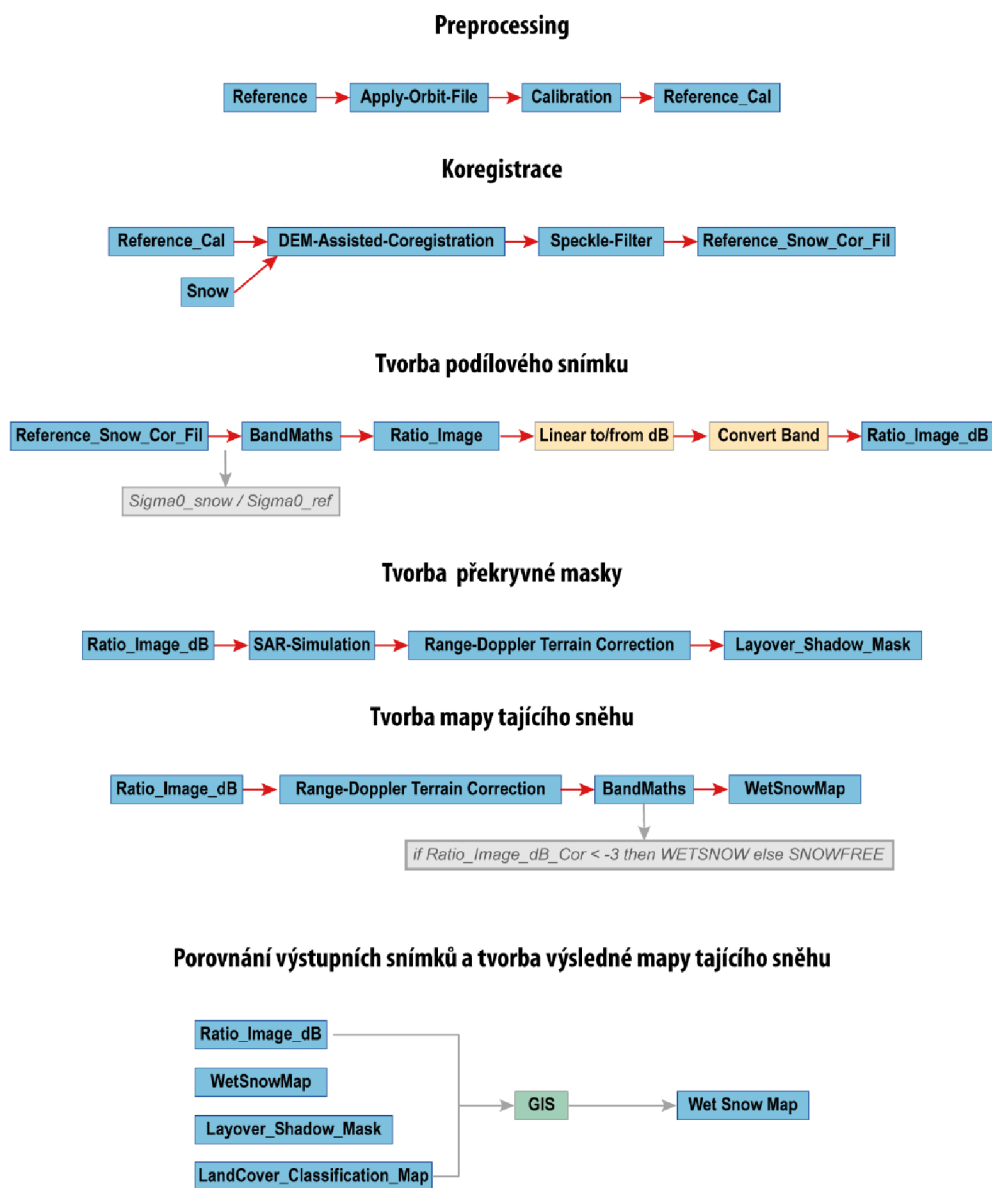 Preprocessing
Reference Apply-Orbit-File Calibration Reference_Cal
Koregistrace
Reference_Cal DEM-Assisted-Coregistration Speckle-Filter Reference_Snow_Cor_Fil
Snow
Tvorba podílového snímku
Reference_Snow_Cor_Fil BandMaths Ratio_Image Linear to/from dB Convert Band Ratio_Image_dB
Sigma0_snow / Sigma0_ref
Tvorba překryvné masky
Ratio_Image_dB SAR-Simulation Range-Doppler Terrain Correction Layover_Shadow_Mask
Tvorba mapy tajícího sněhu
Ratio_Image_dB Range-Doppler Terrain Correction BandMaths WetSnowMap
if Ratio_Image_dB_Cor < -3 then WETSNOW else SNOWFREE
Porovnání výstupních snímků a tvorba výsledné mapy tajícího sněhu
Ratio_Image_dB
WetSnowMap
GIS Wet Snow Map
Layover_Shadow_Mask
LandCover_Classification_Map